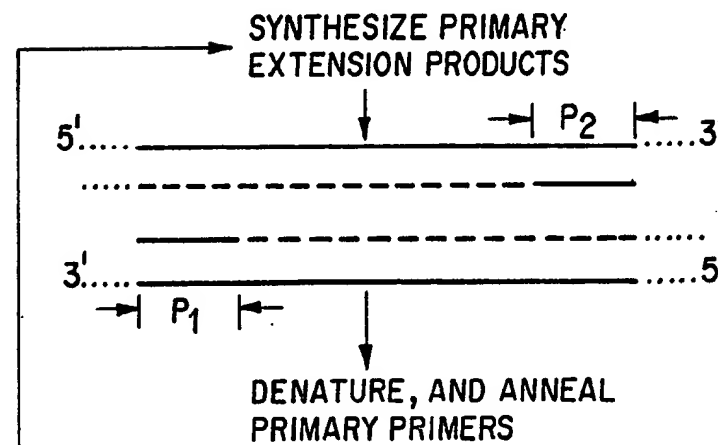 SYNTHESIZE PRIMARY
EXTENSION PRODUCTS
P2
5' 3
3' 5
P1
DENATURE, AND ANNEAL
PRIMARY PRIMERS